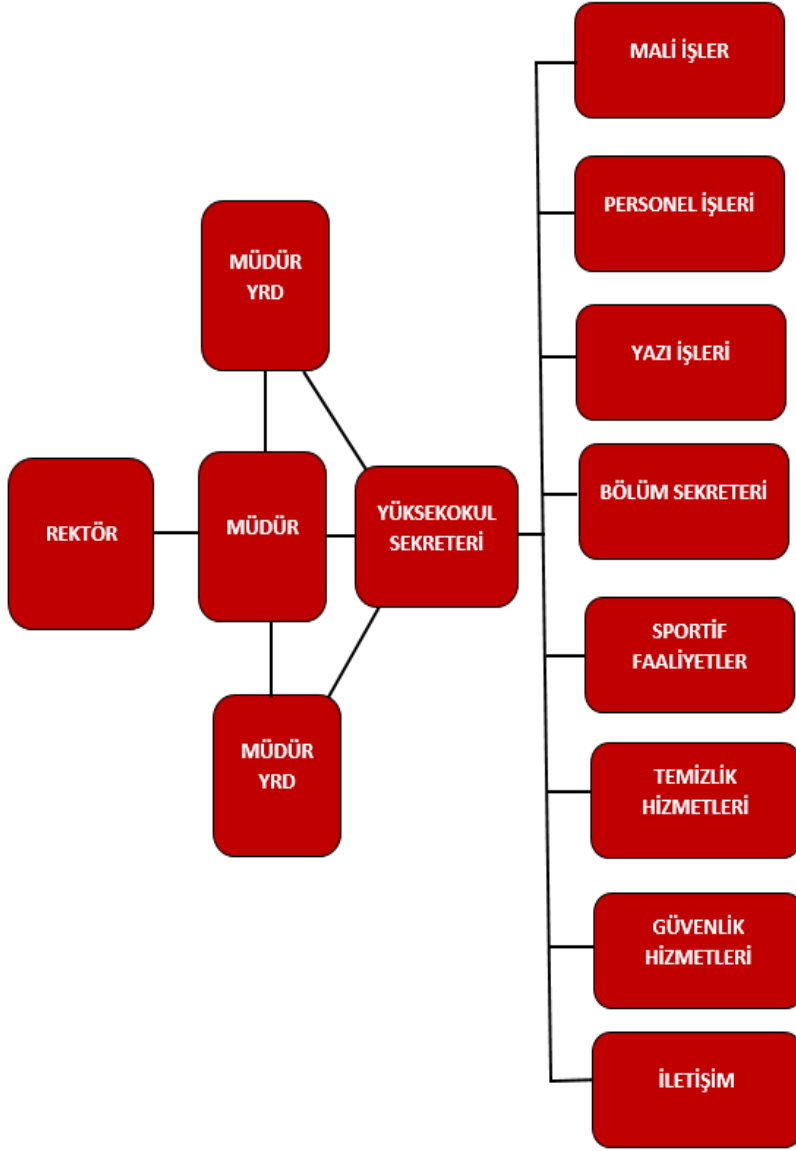 MALİ İŞLER
PERSONEL İŞLERİ
MÜDÜR
YRD
YAZI İŞLERİ
REKTÖR
MÜDÜR
YÜKSEKOKUL
SEKRETERİ
BÖLÜM SEKRETERİ
SPORTİF
FAALİYETLER
MÜDÜR
YRD
TEMİZLİK
HİZMETLERİ
GÜVENLİK
HİZMETLERİ
İLETİŞİM